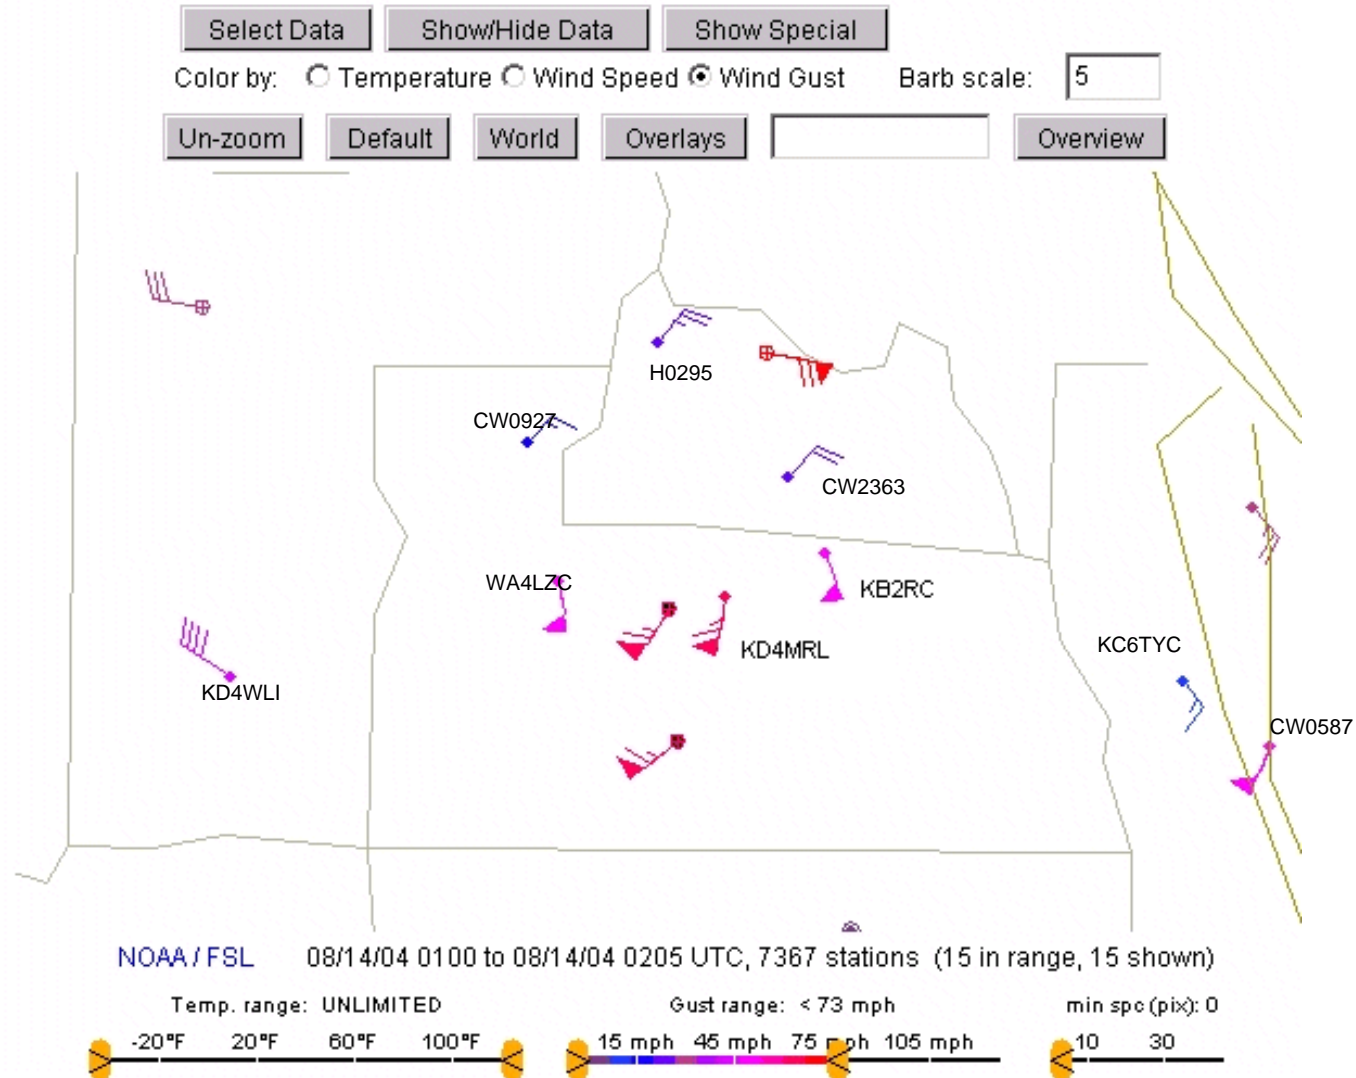 Select Data Show/Hide Data Show Special
Color by: Temperature Wind Speed Wind Gust Barb scale: 5
Un-zoom Default World Overlays Overview
H0295
CW0927
CW2363
WA4LZC
KB2RC
KD4MRL
KC6TYC
KD4WLI
CW0587
NOAA / FSL 08/14/04 0100 to 08/14/04 0205 UTC, 7367 stations (15 in range, 15 shown)
Temp. range: UNLIMITED Gust range: < 73 mph min spc (pix): 0
-20°F 20°F 60°F 100°F 15 mph 45 mph 75 mph 105 mph 10 30